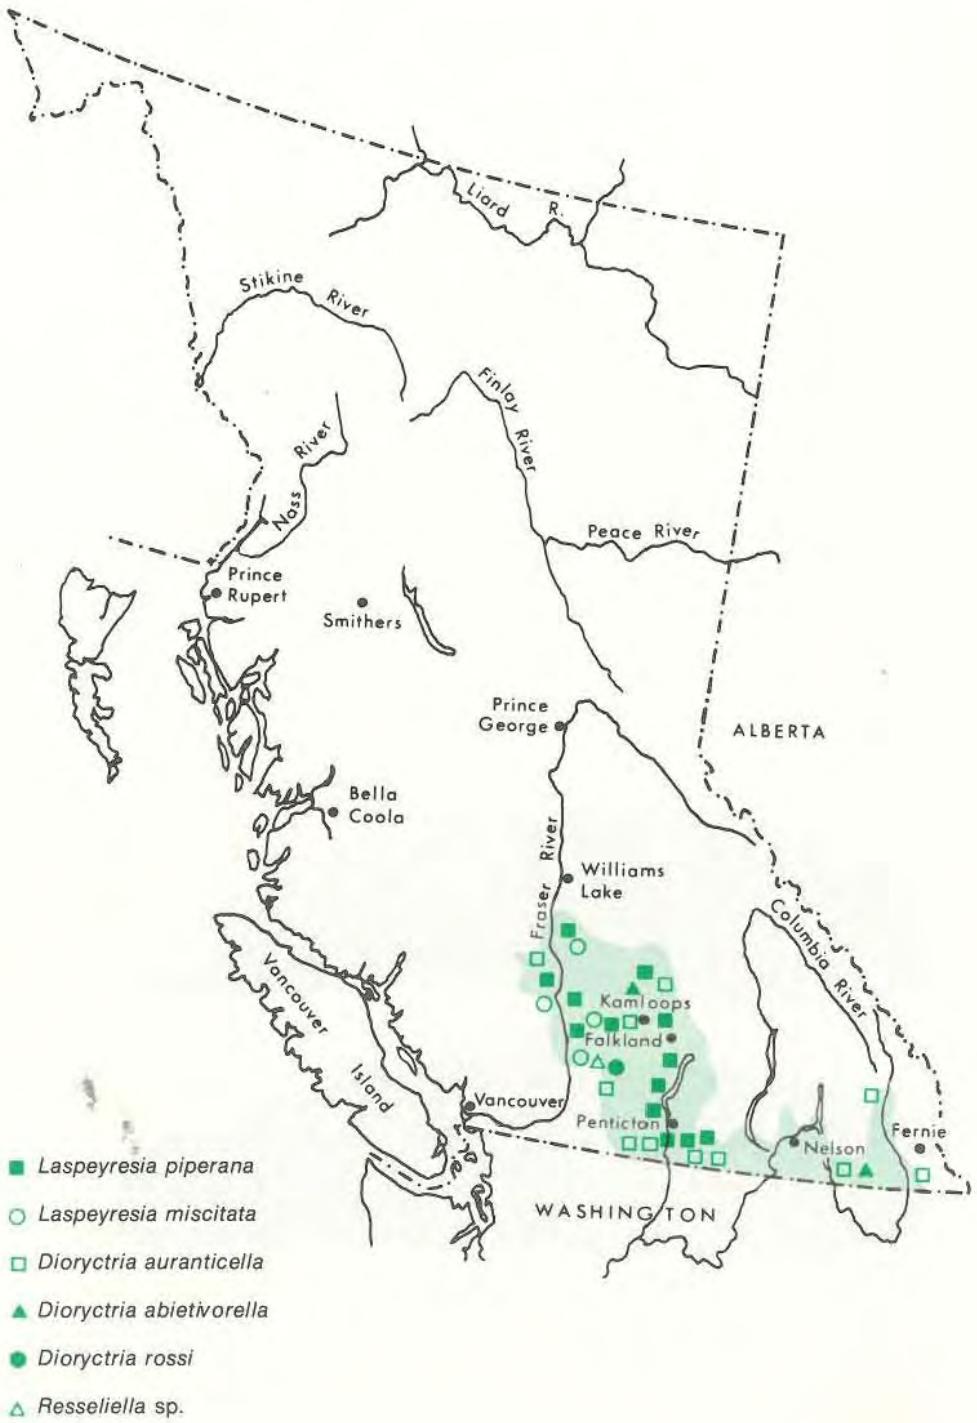 Liard R.
Stikine River
Finlay River
Nass River
Peace River
Prince
Rupert
Smithers
Prince
George
ALBERTA
Bella
Coola
Fraser River
Williams
Lake
Columbia River
Vancouver Island
Kamloops
Falkland
Vancouver
Penticton
Nelson
Fernie
WASHINGTON
Laspeyresia piperana
Laspeyresia miscitata
Dioryctria auranticella
Dioryctria abietivorella
Dioryctria rossi
Resseliella sp.